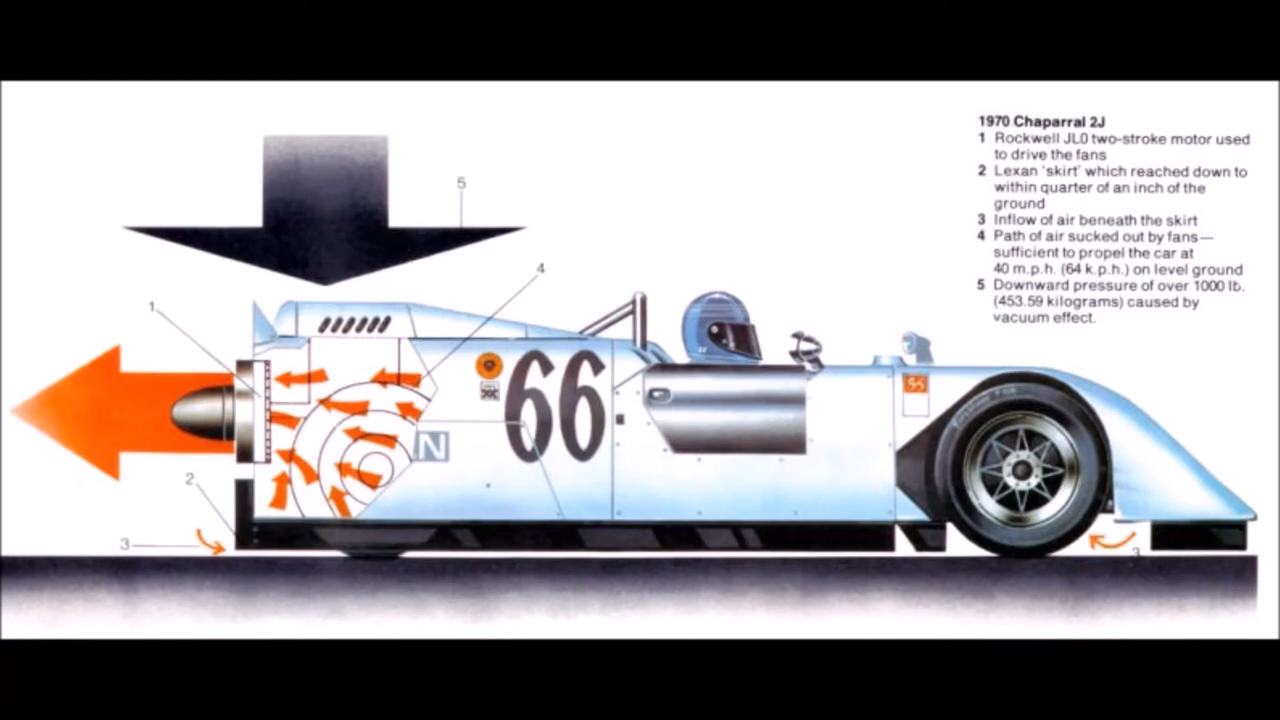 1970 Chaparral 2J
1 Rockwell JLO two-stroke motor used
to drive the fans
2 Lexan 'skirt' which reached down to
within quarter of an inch of the
ground
3 Inflow of air beneath the skirt
4 Path of air sucked out by fans—
sufficient to propel the car at
40 m.p.h. (64 k.p.h.) on level ground
5 Downward pressure of over 1000 lb.
(453.59 kilograms) caused by
vacuum effect.
5
4
1
66
N
2
3
3